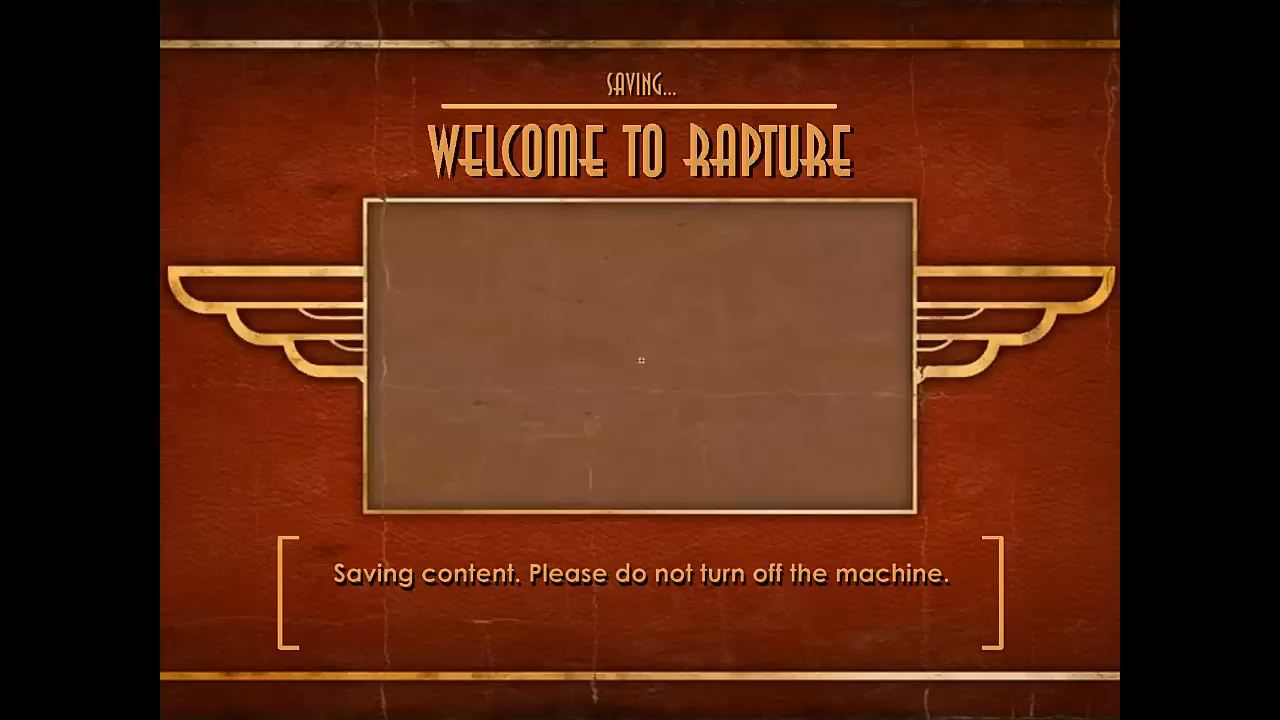 SAVING...
WELCOME TO RAPTURE
Saving content. Please do not turn off the machine.